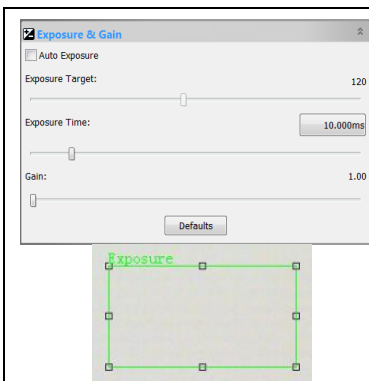 Exposure & Gain
Auto Exposure
Exposure Target: 120
Exposure Time: 10.000ms
Gain: 1.00
Defaults
Exposure